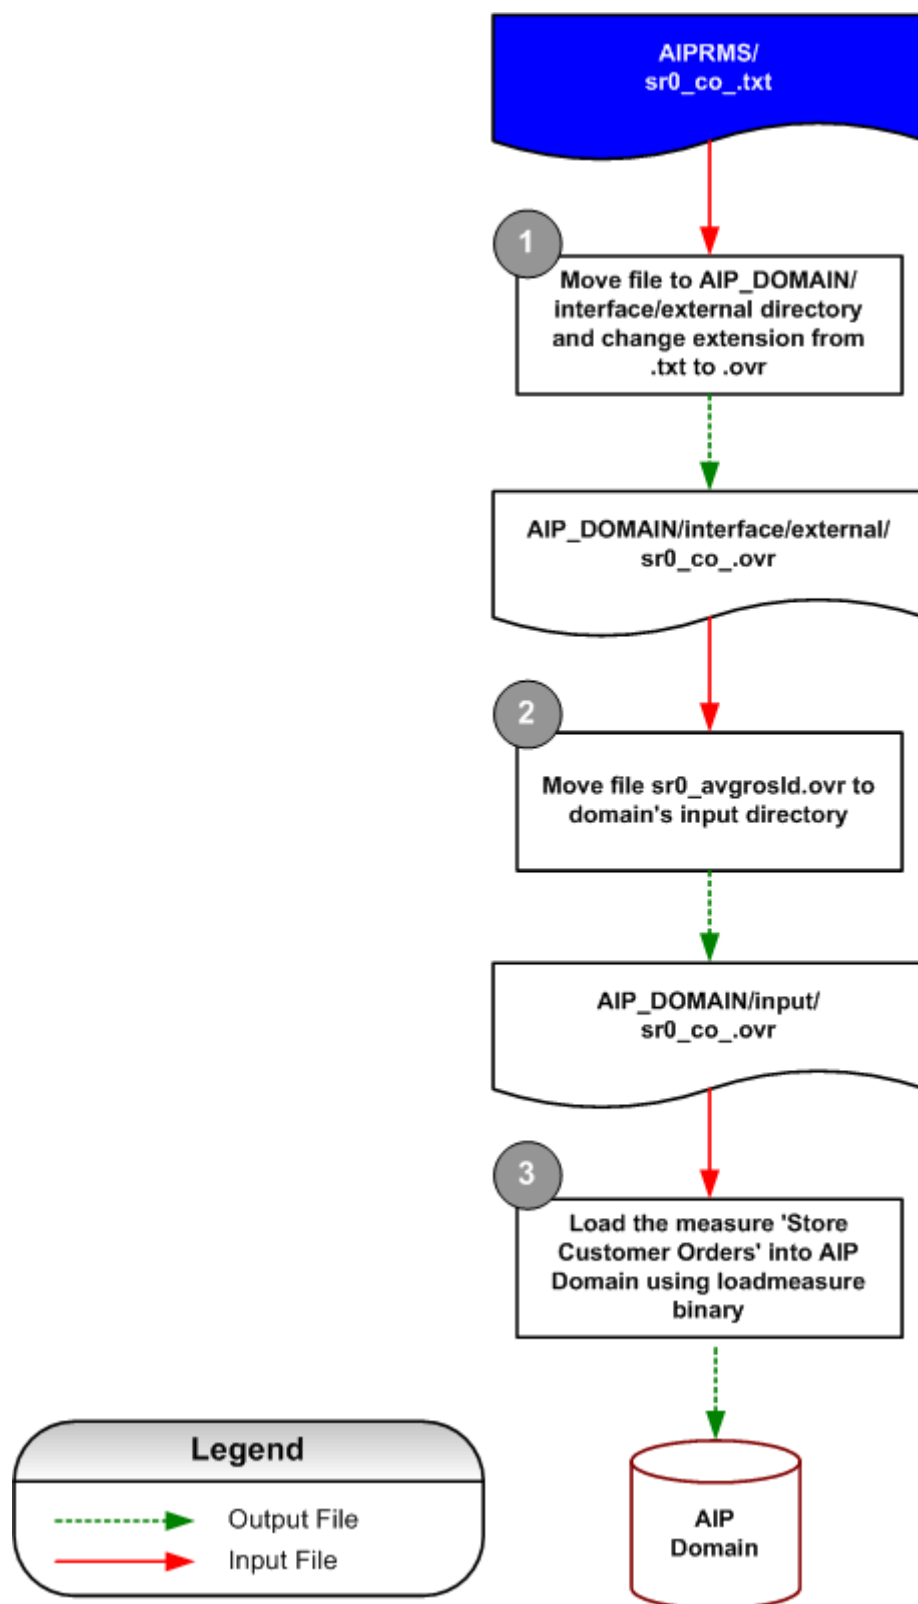 AIPRMS/
sr0_co_.txt
1
Move file to AIP_DOMAIN/
interface/external directory
and change extension from
.txt to .ovr
AIP_DOMAIN/interface/external/
sr0_co_.ovr
2
Move file sr0_avgrosld.ovr to
domain's input directory
AIP_DOMAIN/input/
sr0_co_.ovr
3
Load the measure 'Store
Customer Orders' into AIP
Domain using loadmeasure
binary
AIP
Domain
Legend
Output File
Input File